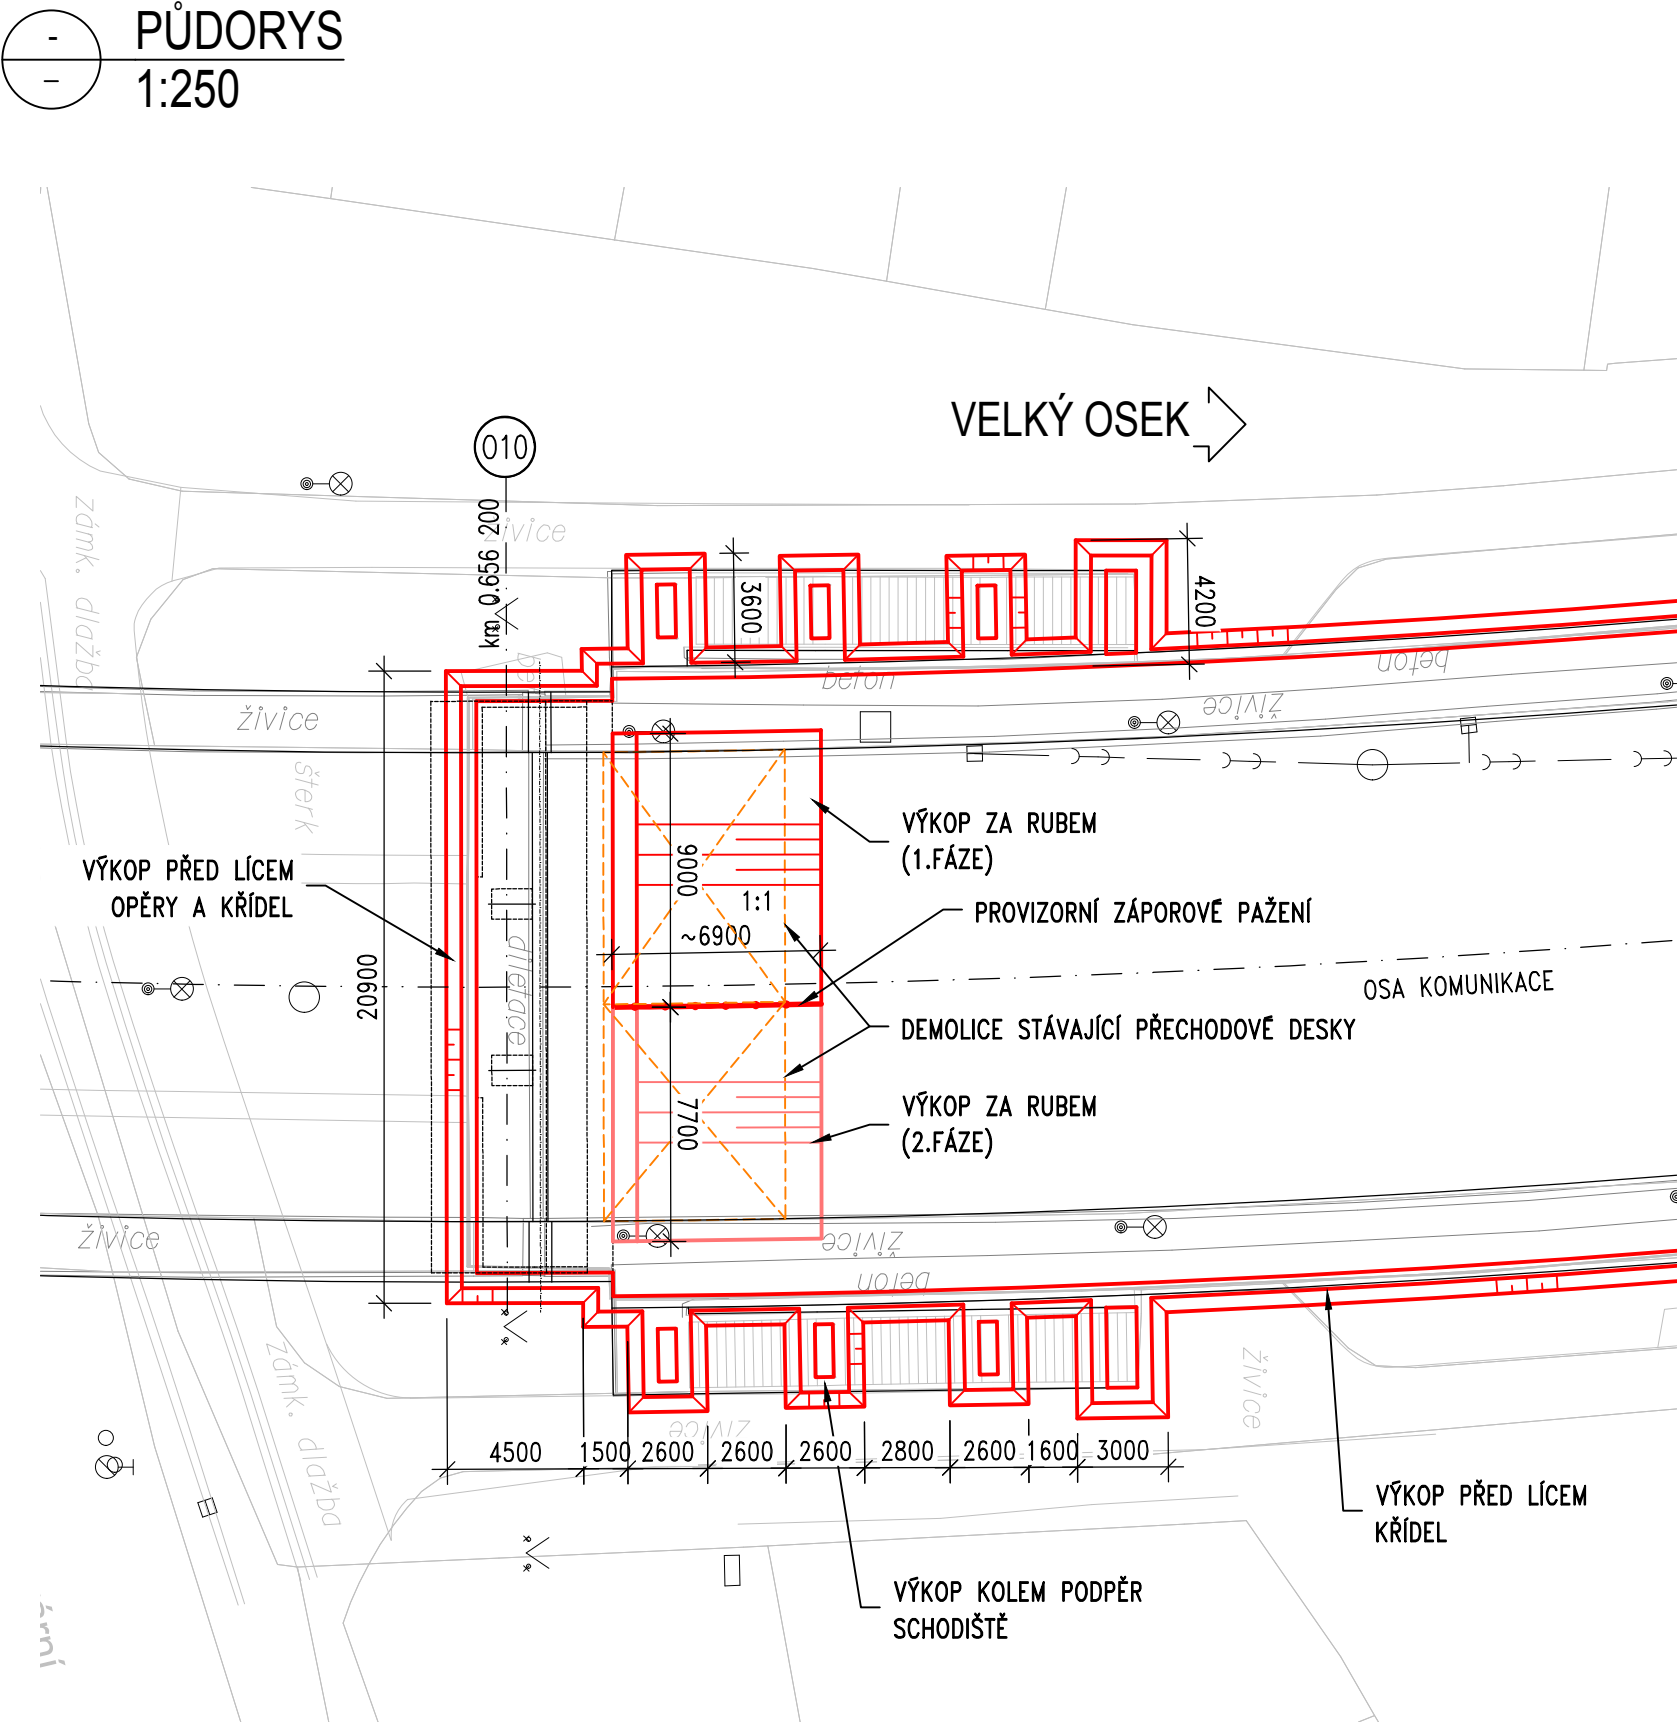 -
PŮDORYS
–
1:250
VELKÝ OSEK
010
km 0.656 200
živice
zámk. dlažba
3600
4200
beton
beton
živice
živice
šterk
VÝKOP ZA RUBEM
(1.FÁZE)
9000
1:1
~6900
VÝKOP PŘED LÍCEM
OPĚRY A KŘÍDEL
PROVIZORNÍ ZÁPOROVÉ PAŽENÍ
20900
diletace
OSA KOMUNIKACE
DEMOLICE STÁVAJÍCÍ PŘECHODOVÉ DESKY
7700
VÝKOP ZA RUBEM
(2.FÁZE)
živice
živice
beton
zámk. dlažba
živice
živice
4500 1500 2600 2600 2600 2800 2600 1600 3000
VÝKOP PŘED LÍCEM
KŘÍDEL
VÝKOP KOLEM PODPĚR
SCHODIŠTĚ